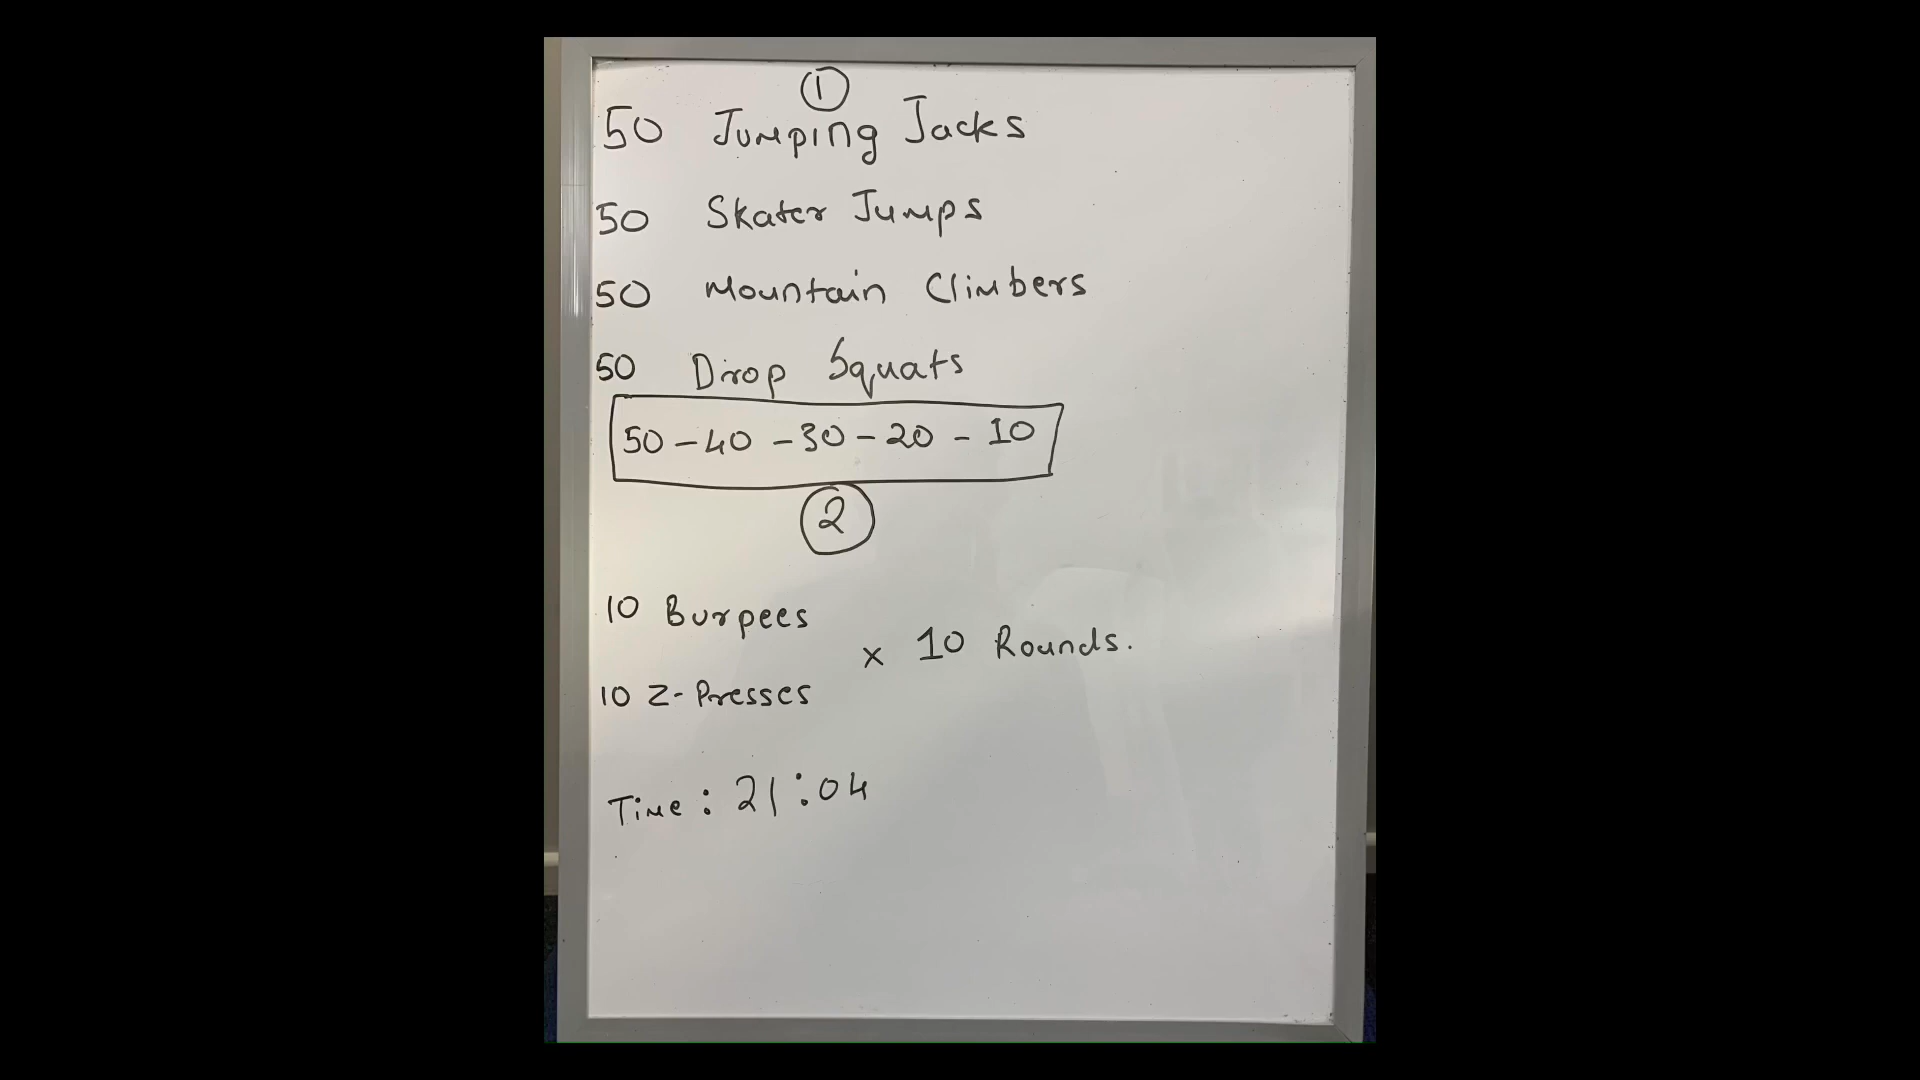 1
50 Jumping Jacks
50 Skater Jumps
50 Mountain Climbers
50 Drop Squats
50 - 40 - 30 - 20 - 10
2
10 Burpees
x 10 Rounds.
10 Z-Presses
Time: 21:04